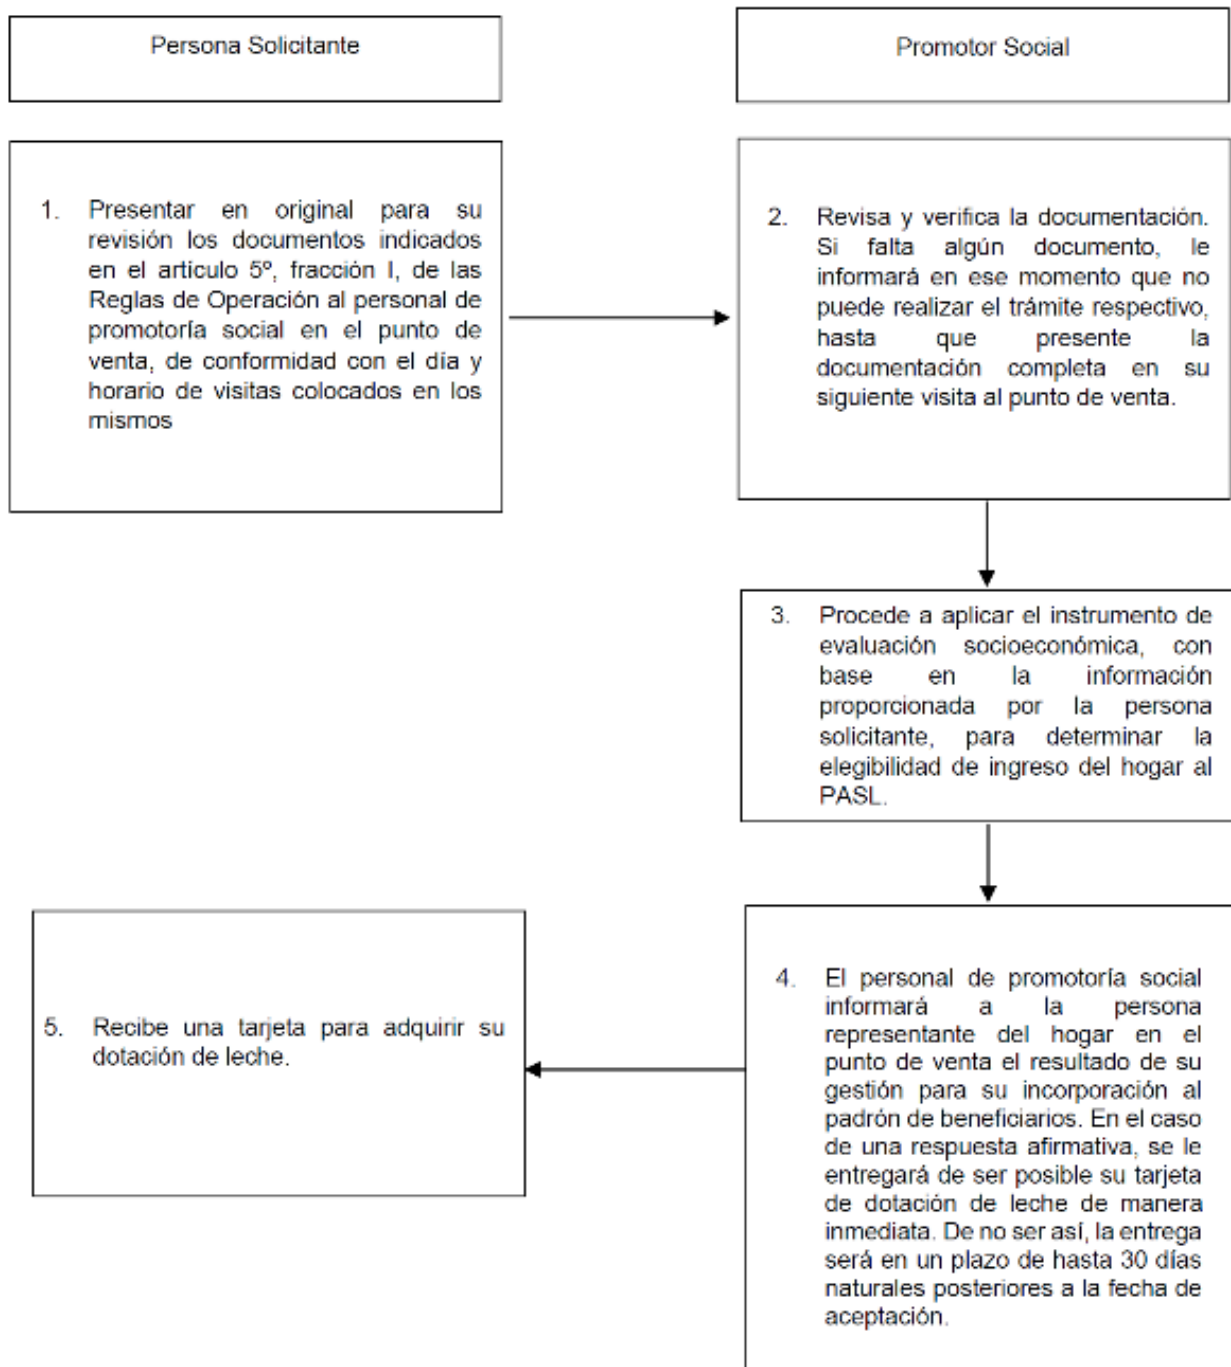 Persona Solicitante
Promotor Social
1. Presentar en original para su
revisión los documentos indicados
en el artículo 5º, fracción I, de las
Reglas de Operación al personal de
promotoría social en el punto de
venta, de conformidad con el día y
horario de visitas colocados en los
mismos
2. Revisa y verifica la documentación.
Si falta algún documento, le
informará en ese momento que no
puede realizar el trámite respectivo,
hasta que presente la
documentación completa en su
siguiente visita al punto de venta.
3. Procede a aplicar el instrumento de
evaluación socioeconómica, con
base en la información
proporcionada por la persona
solicitante, para determinar la
elegibilidad de ingreso del hogar al
PASL.
4. El personal de promotoría social
informará a la persona
representante del hogar en el
punto de venta el resultado de su
gestión para su incorporación al
padrón de beneficiarios. En el caso
de una respuesta afirmativa, se le
entregará de ser posible su tarjeta
de dotación de leche de manera
inmediata. De no ser así, la entrega
será en un plazo de hasta 30 días
naturales posteriores a la fecha de
aceptación.
5. Recibe una tarjeta para adquirir su
dotación de leche.